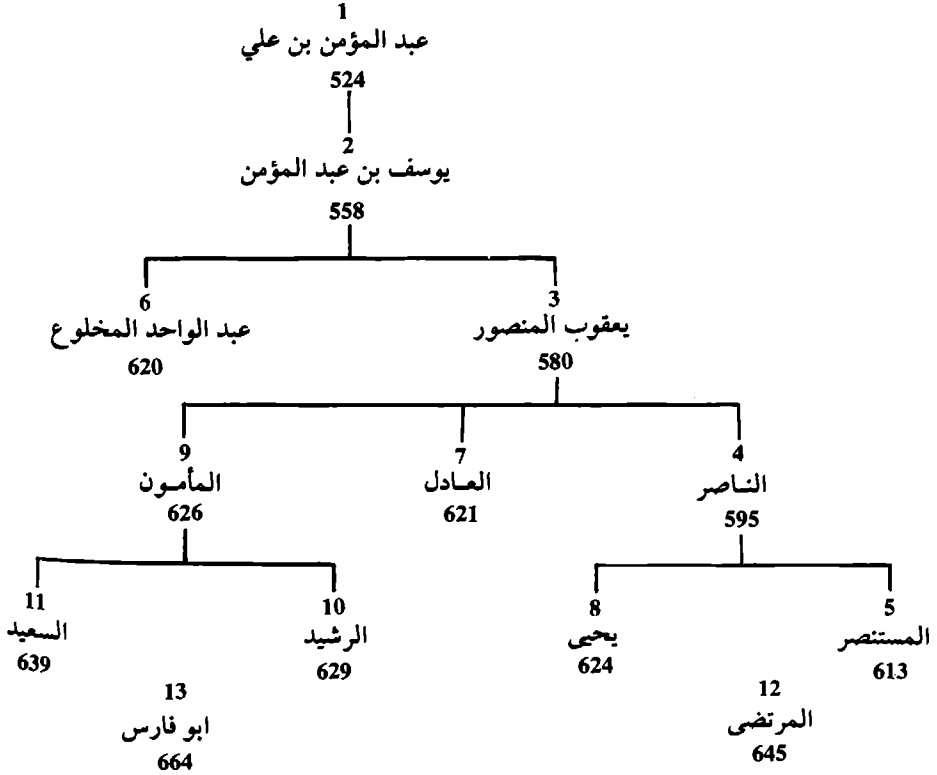 1
عبد المؤمن بن علي
524
2
يوسف بن عبد المؤمن
558
3
يعقوب المنصور
580
6
عبد الواحد المخلوع
620
4
الناصر
595
7
العادل
621
9
المأمون
626
5
المستنصر
613
8
يحيى
624
10
الرشيد
629
11
السعيد
639
12
المرتضى
645
13
ابو فارس
664